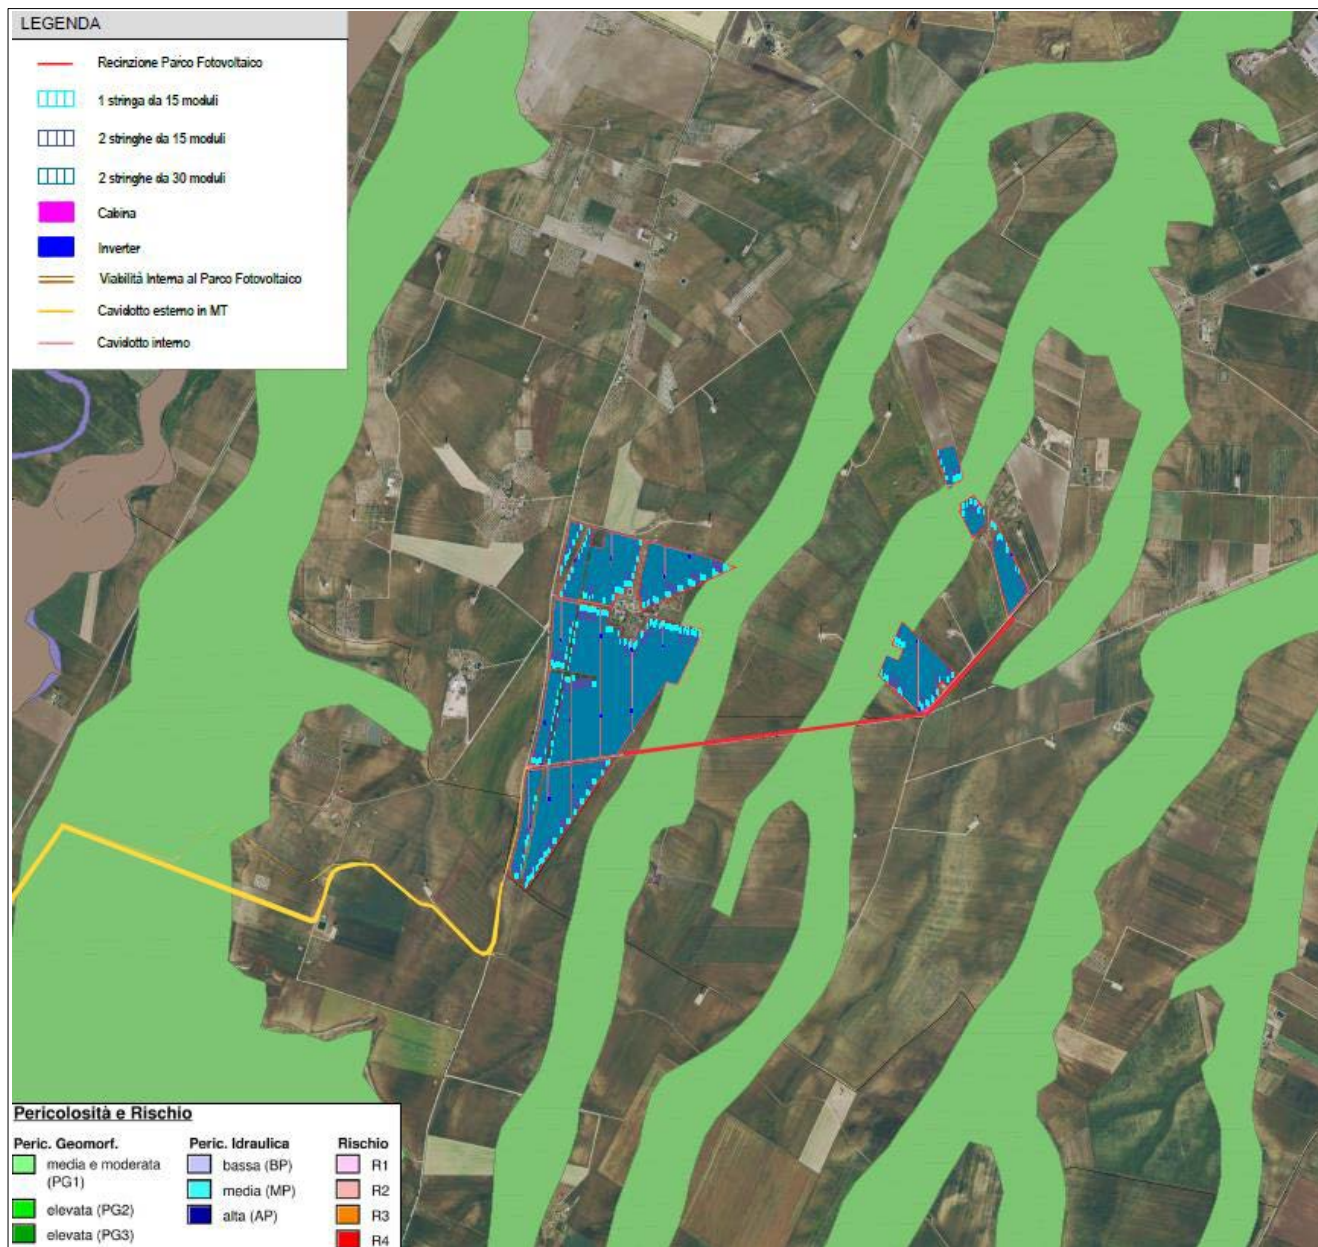 LEGENDA
Recinzione Parco Fotovoltaico
1 stringa da 15 moduli
2 stringhe da 15 moduli
2 stringhe da 30 moduli
Cabina
Inverter
Viabilità Interna al Parco Fotovoltaico
Cavidotto esterno in MT
Cavidotto interno
Pericolosità e Rischio
Peric. Geomorf.
media e moderata
(PG1)
elevata (PG2)
elevata (PG3)
Peric. Idraulica
bassa (BP)
media (MP)
alta (AP)
Rischio
R1
R2
R3
R4